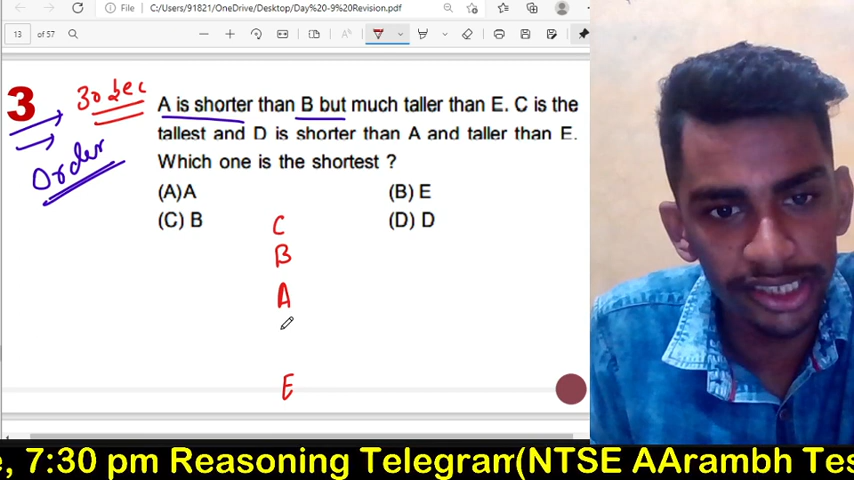 File
C:/Users/91821/OneDrive/Desktop/Day%20-9%20Revision.pdf
13 of 57
3
30 sec
Order
A is shorter than B but much taller than E. C is the
tallest and D is shorter than A and taller than E.
Which one is the shortest ?
(A)A (B) E
(C) B (D) D
C
B
A
E
e, 7:30 pm Reasoning Telegram(NTSE AArambh Tes